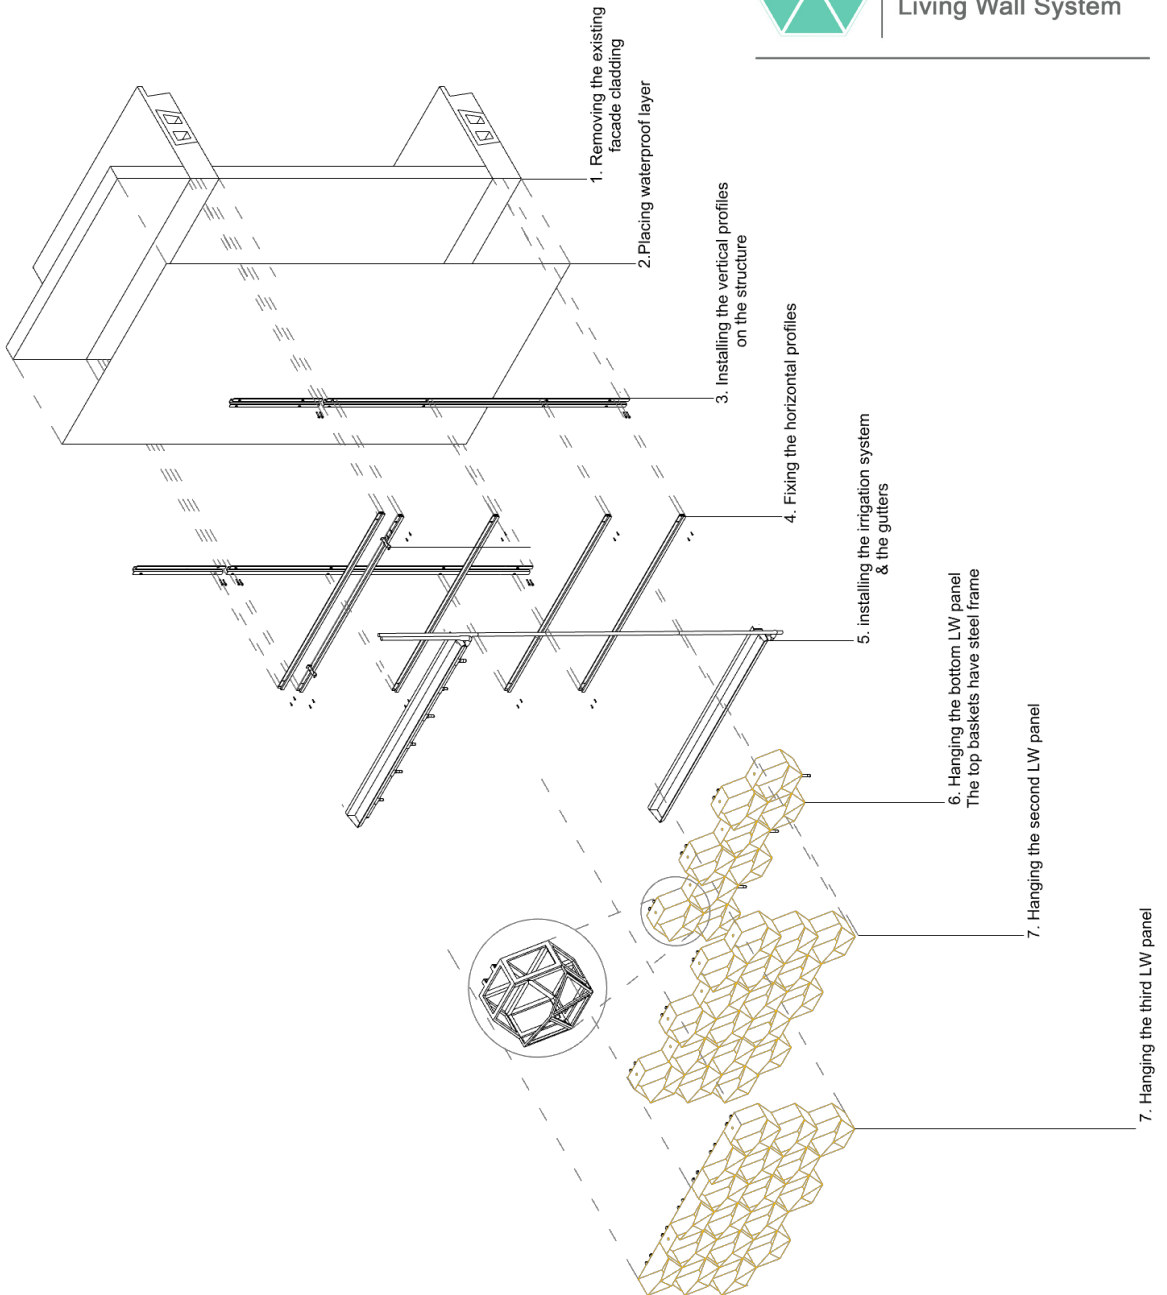 Living Wall System
1. Removing the existing
facade cladding
2.Placing waterproof layer
3. Installing the vertical profiles
on the structure
4. Fixing the horizontal profiles
5. installing the irrigation system
& the gutters
6. Hanging the bottom LW panel
The top baskets have steel frame
7. Hanging the second LW panel
7. Hanging the third LW panel